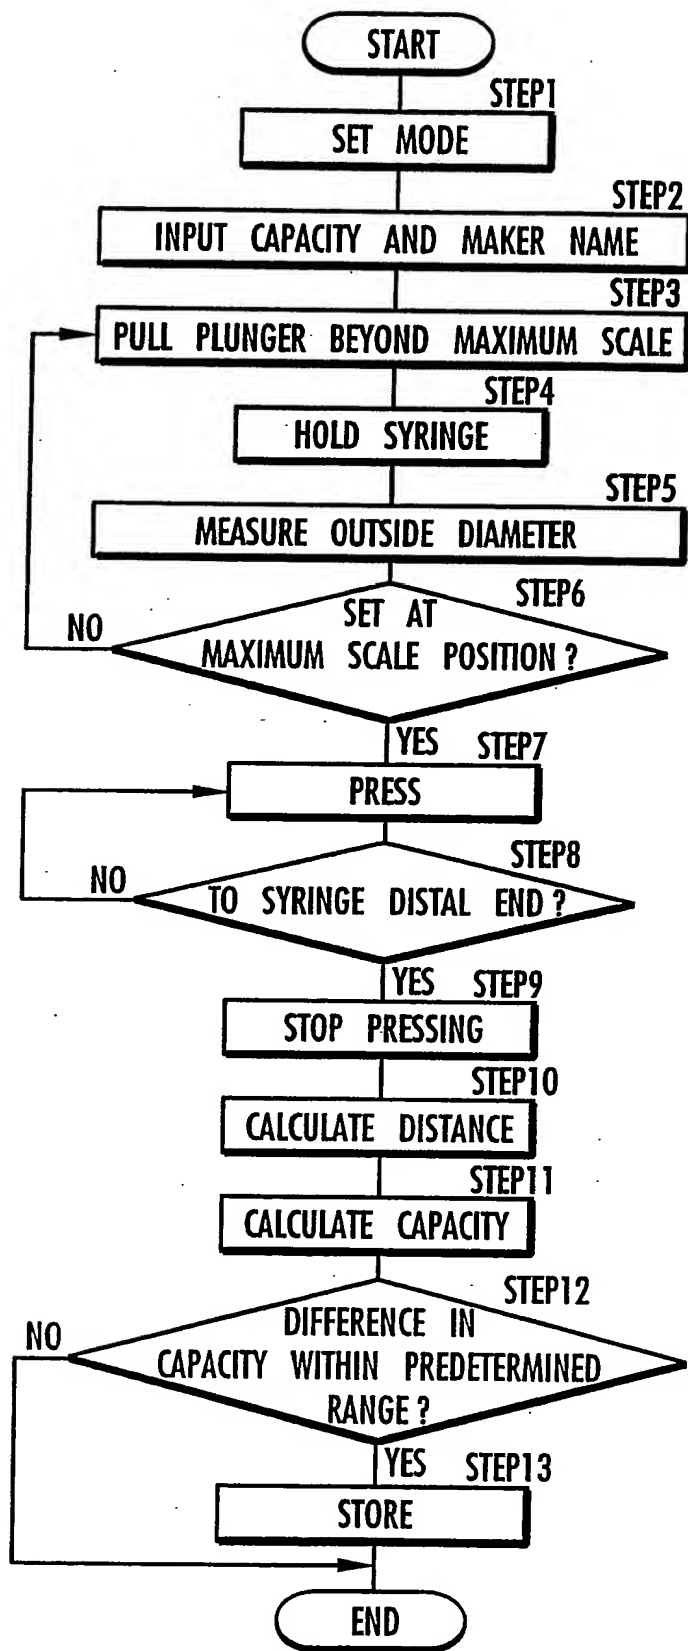 START
STEP1
SET MODE
STEP2
INPUT CAPACITY AND MAKER NAME
STEP3
PULL PLUNGER BEYOND MAXIMUM SCALE
STEP4
HOLD SYRINGE
STEP5
MEASURE OUTSIDE DIAMETER
STEP6
SET AT
NO
MAXIMUM SCALE POSITION ?
YES
STEP7
PRESS
STEP8
NO
TO SYRINGE DISTAL END ?
YES
STEP9
STOP PRESSING
STEP10
CALCULATE DISTANCE
STEP11
CALCULATE CAPACITY
STEP12
DIFFERENCE IN
NO
CAPACITY WITHIN PREDETERMINED
RANGE ?
YES
STEP13
STORE
END